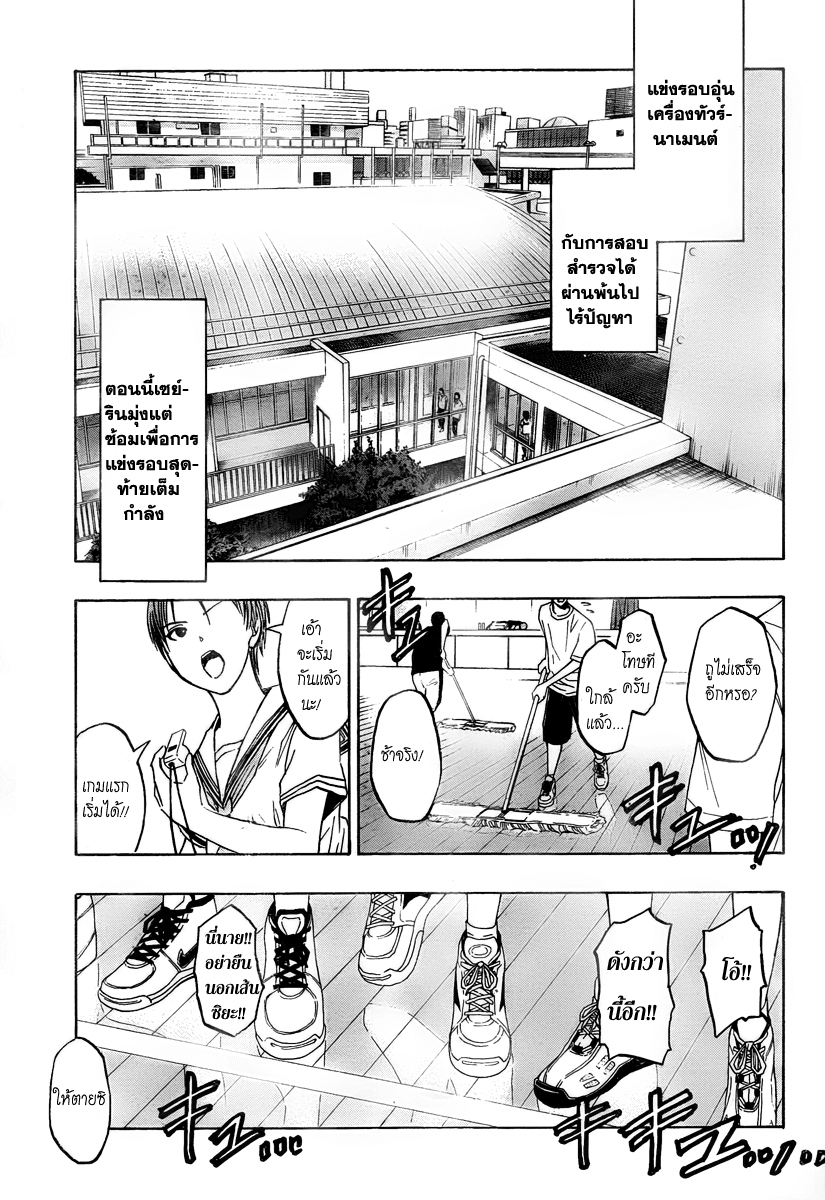 แข่งรอบอุ่น
เครื่องทัวร์-
นาเมนต์
กับการสอบ
สำรวจได้
ผ่านพ้นไป
ไร้ปัญหา
ตอนนี้เซย์-
รินมุ่งแต่
ซ้อมเพื่อการ
แข่งรอบสุด-
ท้ายเต็ม
กำลัง
ถูไม่เสร็จ
อีกหรอ?
อะ
โทษที
ครับ
ใกล้
แล้ว...
ช้าจริง!
キュ
キュ
เอ้า
จะเริ่ม
กันแล้ว
นะ!
เกมแรก
เริ่มได้!!
โอ้!!
ดังกว่า
นี้อีก!!
นี่นาย!!
อย่ายืน
นอกเส้น
ซิยะ!!
ให้ตายซิ
キュ
キキュ